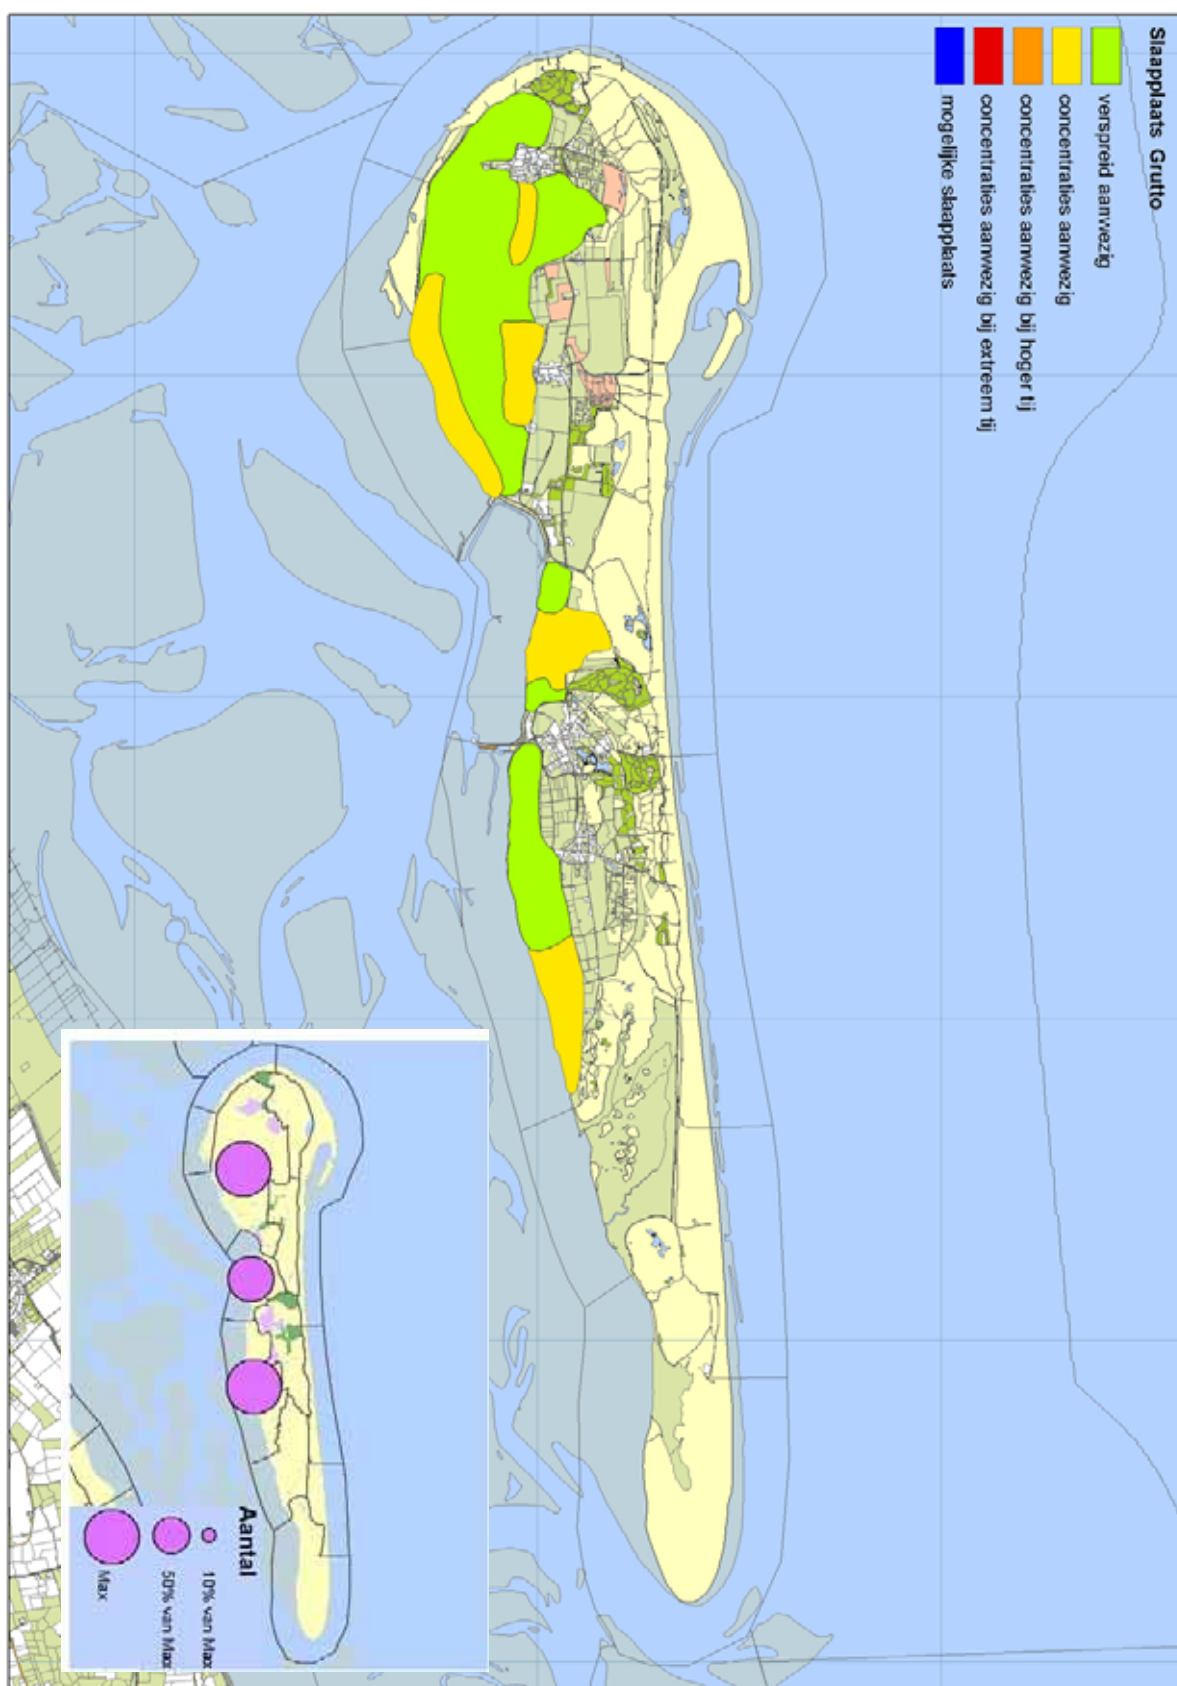 Slaapplaats Grutto
verspreid aanwezig
concentraties aanwezig
concentraties aanwezig bij hoger tij
concentraties aanwezig bij extreem tij
mogelijke slaapplaats
Aantal
10% van Max
50% van Max
Max